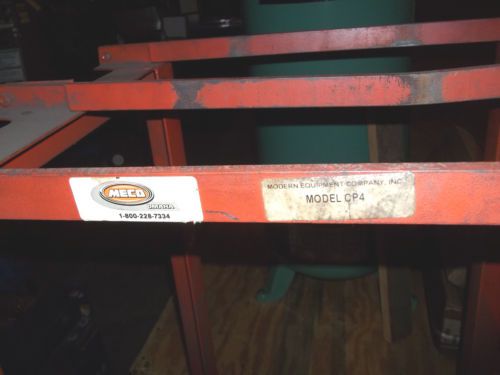 MECO
OMAHA
1-800-228-7334
MODERN EQUIPMENT COMPANY, INC.
MODEL CP4